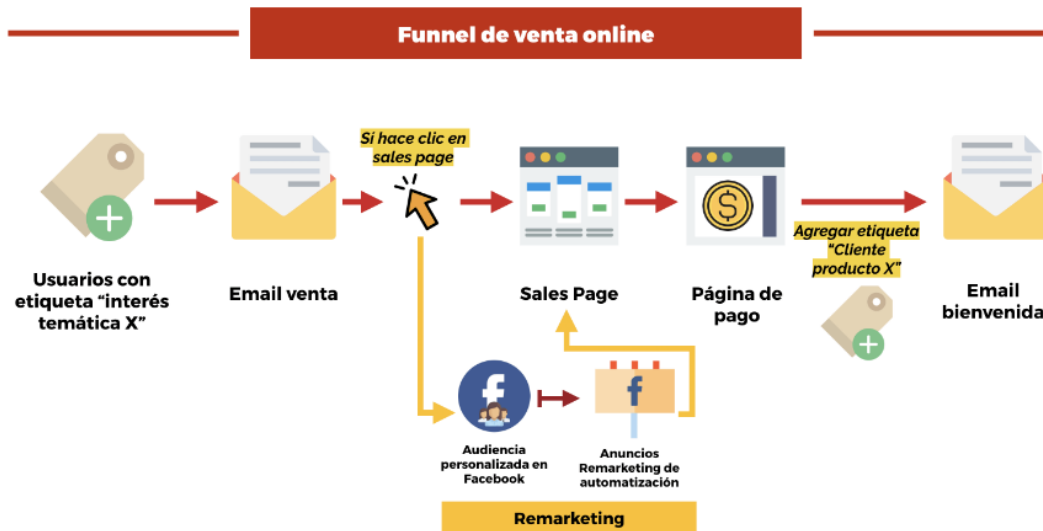 Funnel de venta online
Sí hace clic en
sales page
Usuarios con
etiqueta “interés
temática X”
Email venta
Sales Page
Página de
pago
Agregar etiqueta
“Cliente
producto X”
Email
bienvenida
Audiencia
personalizada en
Facebook
Anuncios
Remarketing de
automatización
Remarketing